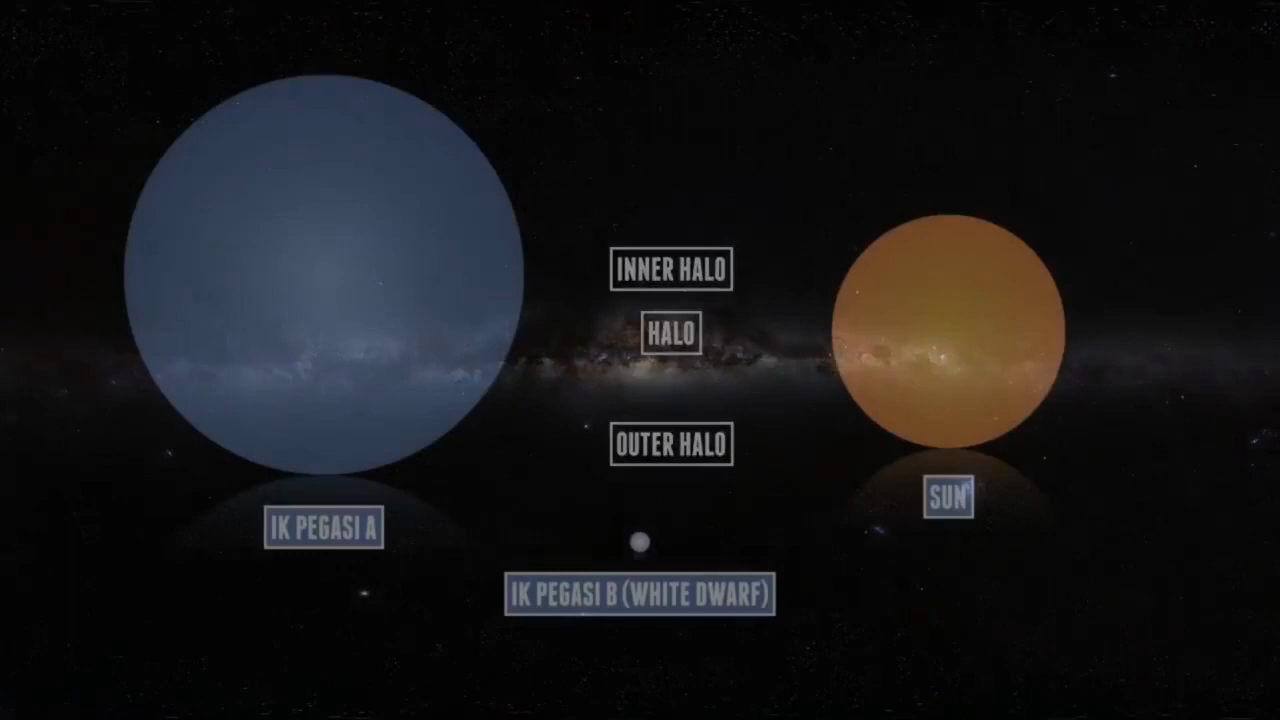 INNER HALO
HALO
OUTER HALO
SUN
IK PEGASI A
IK PEGASI B (WHITE DWARF)